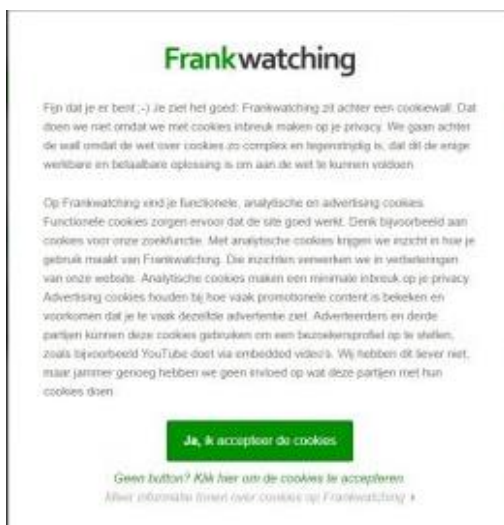 Frankwatching
Fijn dat je er bent ;-) Je ziet het goed: Frankwatching zit achter een cookiewall. Dat
doen we niet omdat we met cookies inbreuk maken op je privacy. We gaan achter
de wall omdat de wet over cookies zo complex en tegenstrijdig is, dat dit de enige
werkbare en betaalbare oplossing is om aan de wet te kunnen voldoen.
Op Frankwatching vind je functionele, analytische en advertising cookies.
Functionele cookies zorgen ervoor dat de site goed werkt. Denk bijvoorbeeld aan
cookies voor onze zoekfunctie. Met analytische cookies krijgen we inzicht in hoe je
gebruik maakt van Frankwatching. Die inzichten verwerken we in verbeteringen
van onze website. Analytische cookies maken een minimale inbreuk op je privacy.
Advertising cookies houden bij hoe vaak promotionele content is bekeken en
voorkomen dat je te vaak dezelfde advertentie ziet. Adverteerders en derde
partijen kunnen deze cookies gebruiken om een bezoekersprofiel op te stellen,
zoals bijvoorbeeld YouTube doet via embedded video's. Wij hebben dit liever niet,
maar jammer genoeg hebben we geen invloed op wat deze partijen met hun
cookies doen.
Ja, ik accepteer de cookies
Geen button? Klik hier om de cookies te accepteren.
Meer informatie tonen over cookies op Frankwatching